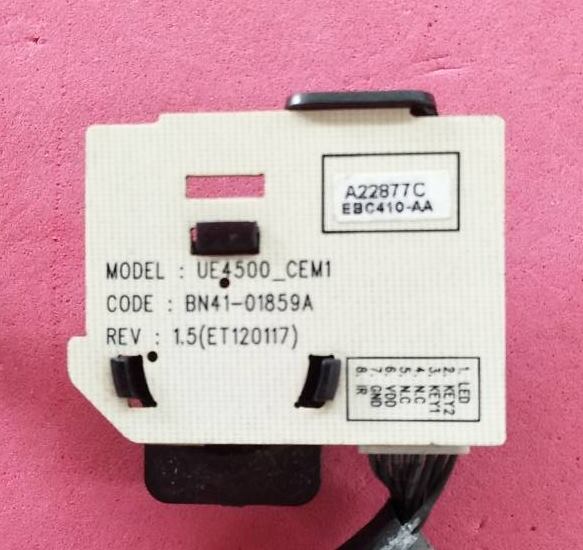 A22877C
EBC410-AA
MODEL : UE4500_CEM1
CODE : BN41-01859A
REV : 1.5(ET120117)
1. LED
2. KEY2
3. KEY1
4. N.C
5. N.C
6. VDD
7. GND
8. IR